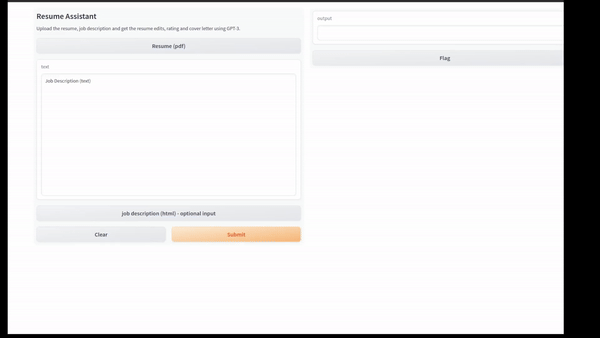 Resume Assistant
Upload the resume, job description and get the resume edits, rating and cover letter using GPT-3.
Resume (pdf)
text
Job Description (text)
job description (html) - optional input
Clear
Submit
output
Flag